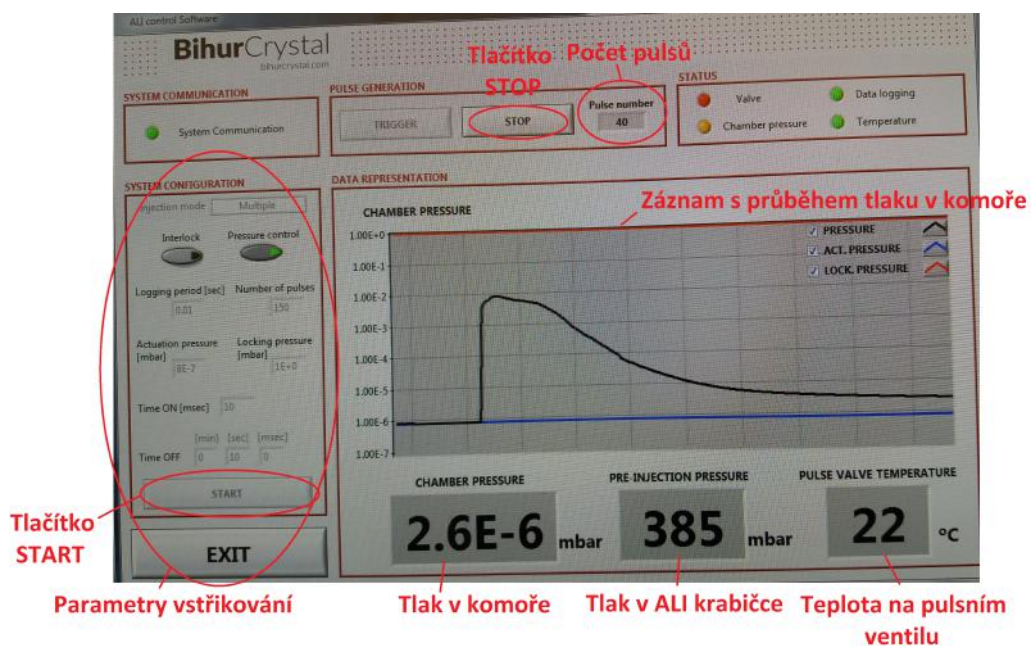 ALI control Software
BihurCrystal
bihurcrystal.com
Tlačítko
STOP
Počet pulsů
SYSTEM COMMUNICATION
System Communication
PULSE GENERATION
TRIGGER
STOP
Pulse number
40
STATUS
Valve
Data logging
Chamber pressure
Temperature
SYSTEM CONFIGURATION
Injection mode Multiple
Interlock Pressure control
Logging period [sec] Number of pulses
0.01 150
Actuation pressure [mbar]
8E-7
Locking pressure [mbar]
1E+0
Time ON [msec] 10
[min] [sec] [msec]
Time OFF 0 10 0
START
EXIT
DATA REPRESENTATION
Záznam s průběhem tlaku v komoře
CHAMBER PRESSURE
PRESSURE
ACT. PRESSURE
LOCK. PRESSURE
1.00E+0
1.00E-1
1.00E-2
1.00E-3
1.00E-4
1.00E-5
1.00E-6
1.00E-7
CHAMBER PRESSURE
2.6E-6 mbar
PRE-INJECTION PRESSURE
385 mbar
PULSE VALVE TEMPERATURE
22 ºC
Tlačítko
START
Parametry vstřikování
Tlak v komoře
Tlak v ALI krabičce
Teplota na pulsním
ventilu